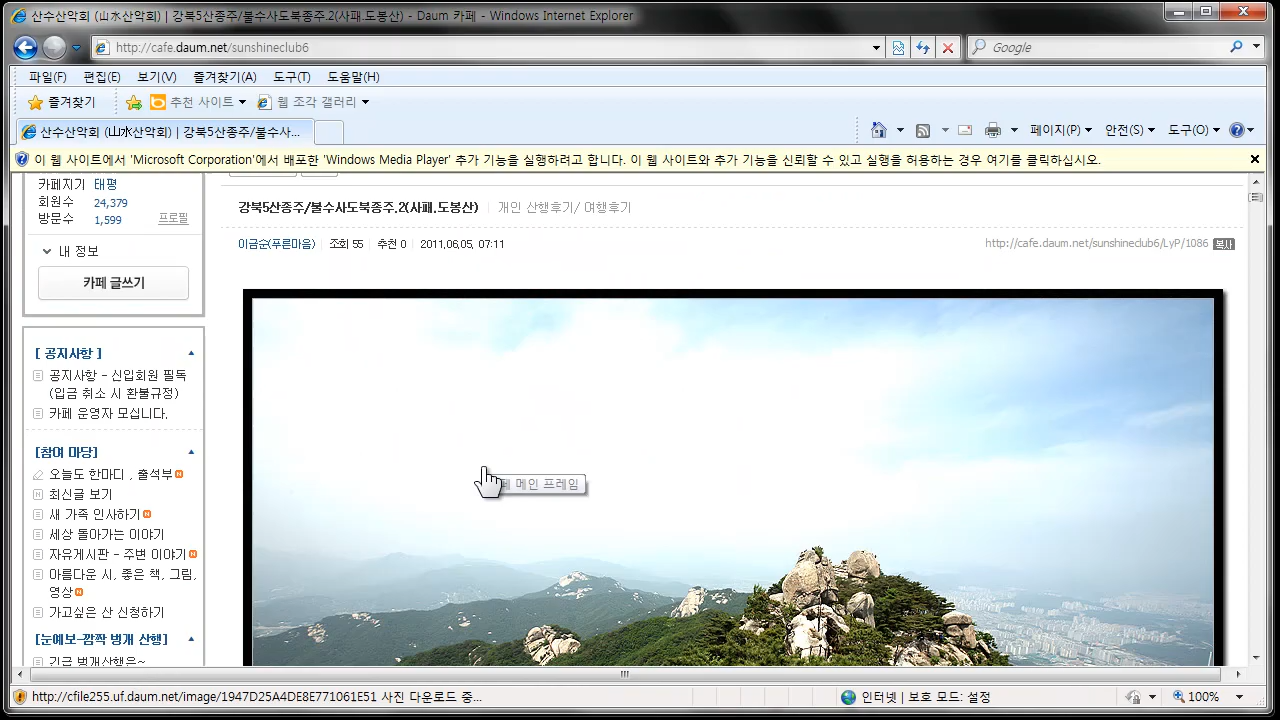 산수산악회 (山水산악회) | 강북5산종주/불수사도북종주.2(사패.도봉산) - Daum 카페 - Windows Internet Explorer
http://cafe.daum.net/sunshineclub6
Google
파일(F) 편집(E) 보기(V) 즐겨찾기(A) 도구(T) 도움말(H)
즐겨찾기 추천 사이트 웹 조각 갤러리
산수산악회 (山水산악회) | 강북5산종주/불수사...
페이지(P) 안전(S) 도구(O)
이 웹 사이트에서 'Microsoft Corporation'에서 배포한 'Windows Media Player' 추가 기능을 실행하려고 합니다. 이 웹 사이트와 추가 기능을 신뢰할 수 있고 실행을 허용하는 경우 여기를 클릭하십시오.
카페지기 태평
회원수 24,379
방문수 1,599 프로필
내 정보
카페 글쓰기
강북5산종주/불수사도북종주.2(사패.도봉산) 개인 산행후기/ 여행후기
이금순(푸른마음) 조회 55 추천 0 2011.06.05. 07:11
http://cafe.daum.net/sunshineclub6/LyP/1086 복사
[ 공지사항 ]
공지사항 - 신입회원 필독
(입금 취소 시 환불규정)
카페 운영자 모십니다.
[참여 마당]
오늘도 한마디 , 출석부 N
최신글 보기
새 가족 인사하기 N
세상 돌아가는 이야기
자유게시판 - 주변 이야기 N
아름다운 시, 좋은 책, 그림,
영상 N
가고싶은 산 신청하기
[눈예보-깜짝 벙개 산행]
긴급 벙개산행은~
메인 프레임
http://cfile255.uf.daum.net/image/1947D25A4DE8E771061E51 사진 다운로드 중...
인터넷 | 보호 모드: 설정
100%